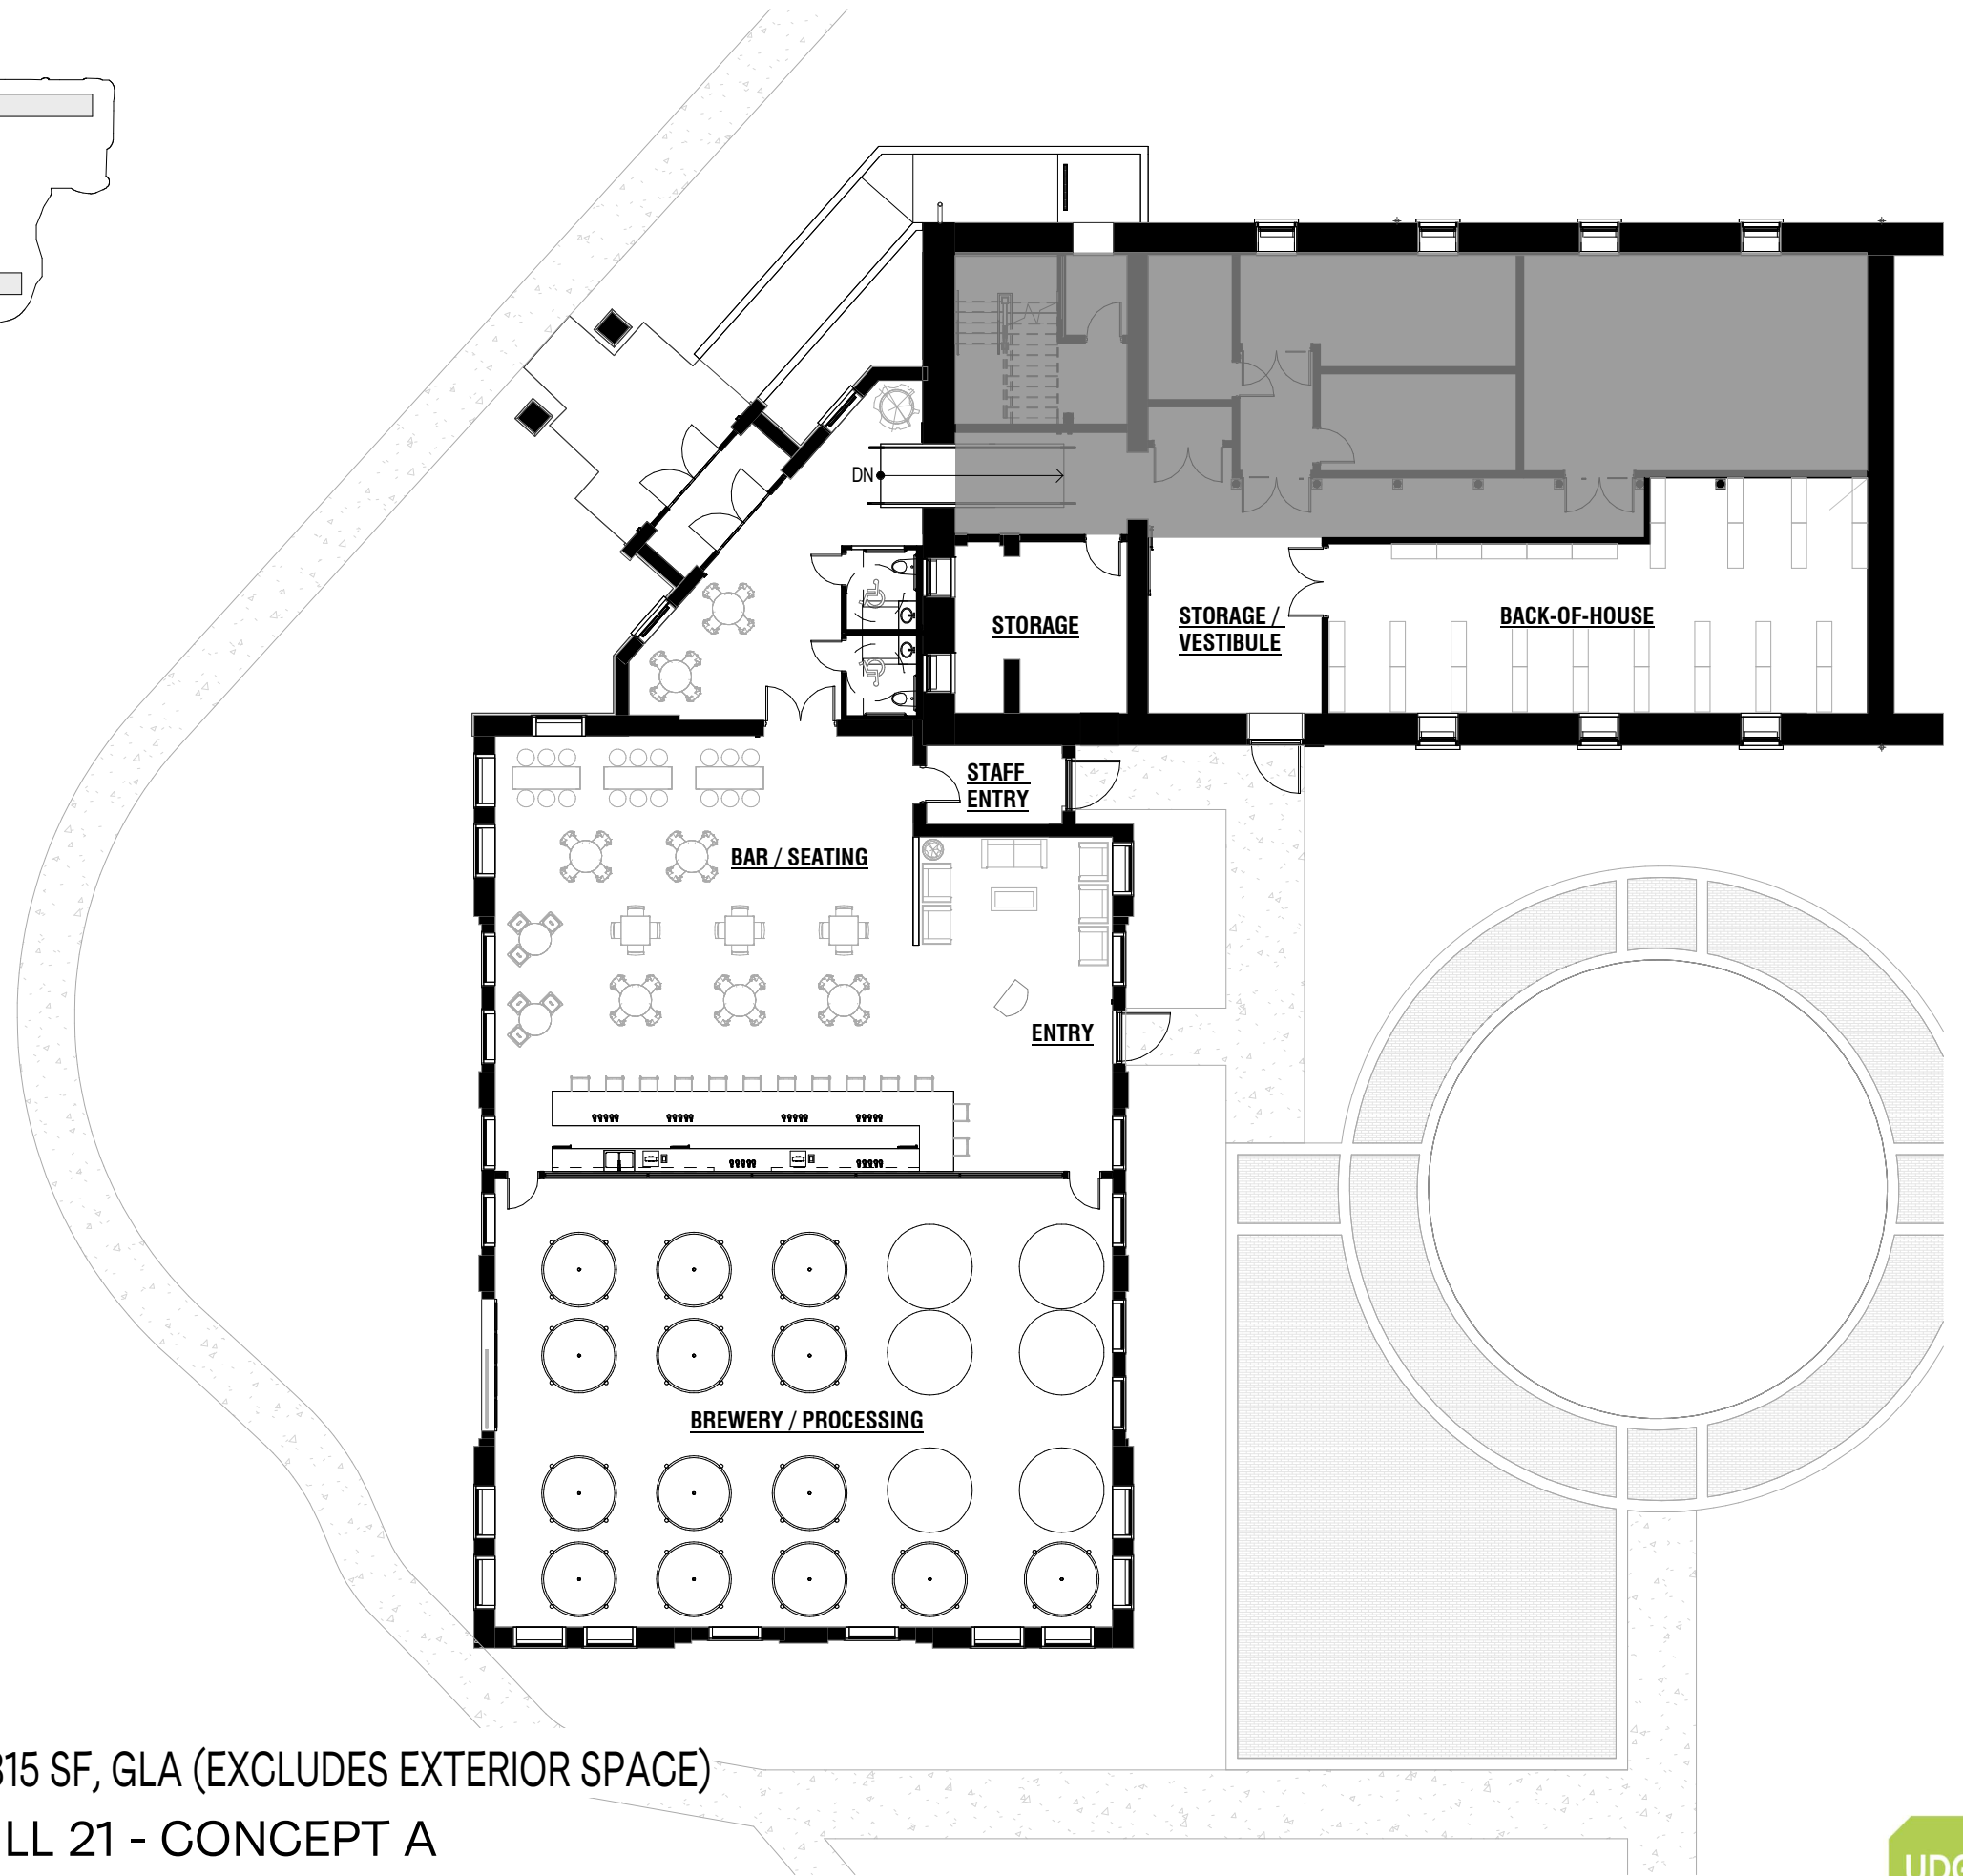 DN
STORAGE
STORAGE /
VESTIBULE
BACK-OF-HOUSE
STAFF
ENTRY
BAR / SEATING
ENTRY
BREWERY / PROCESSING
815 SF, GLA (EXCLUDES EXTERIOR SPACE)
LL 21 - CONCEPT A